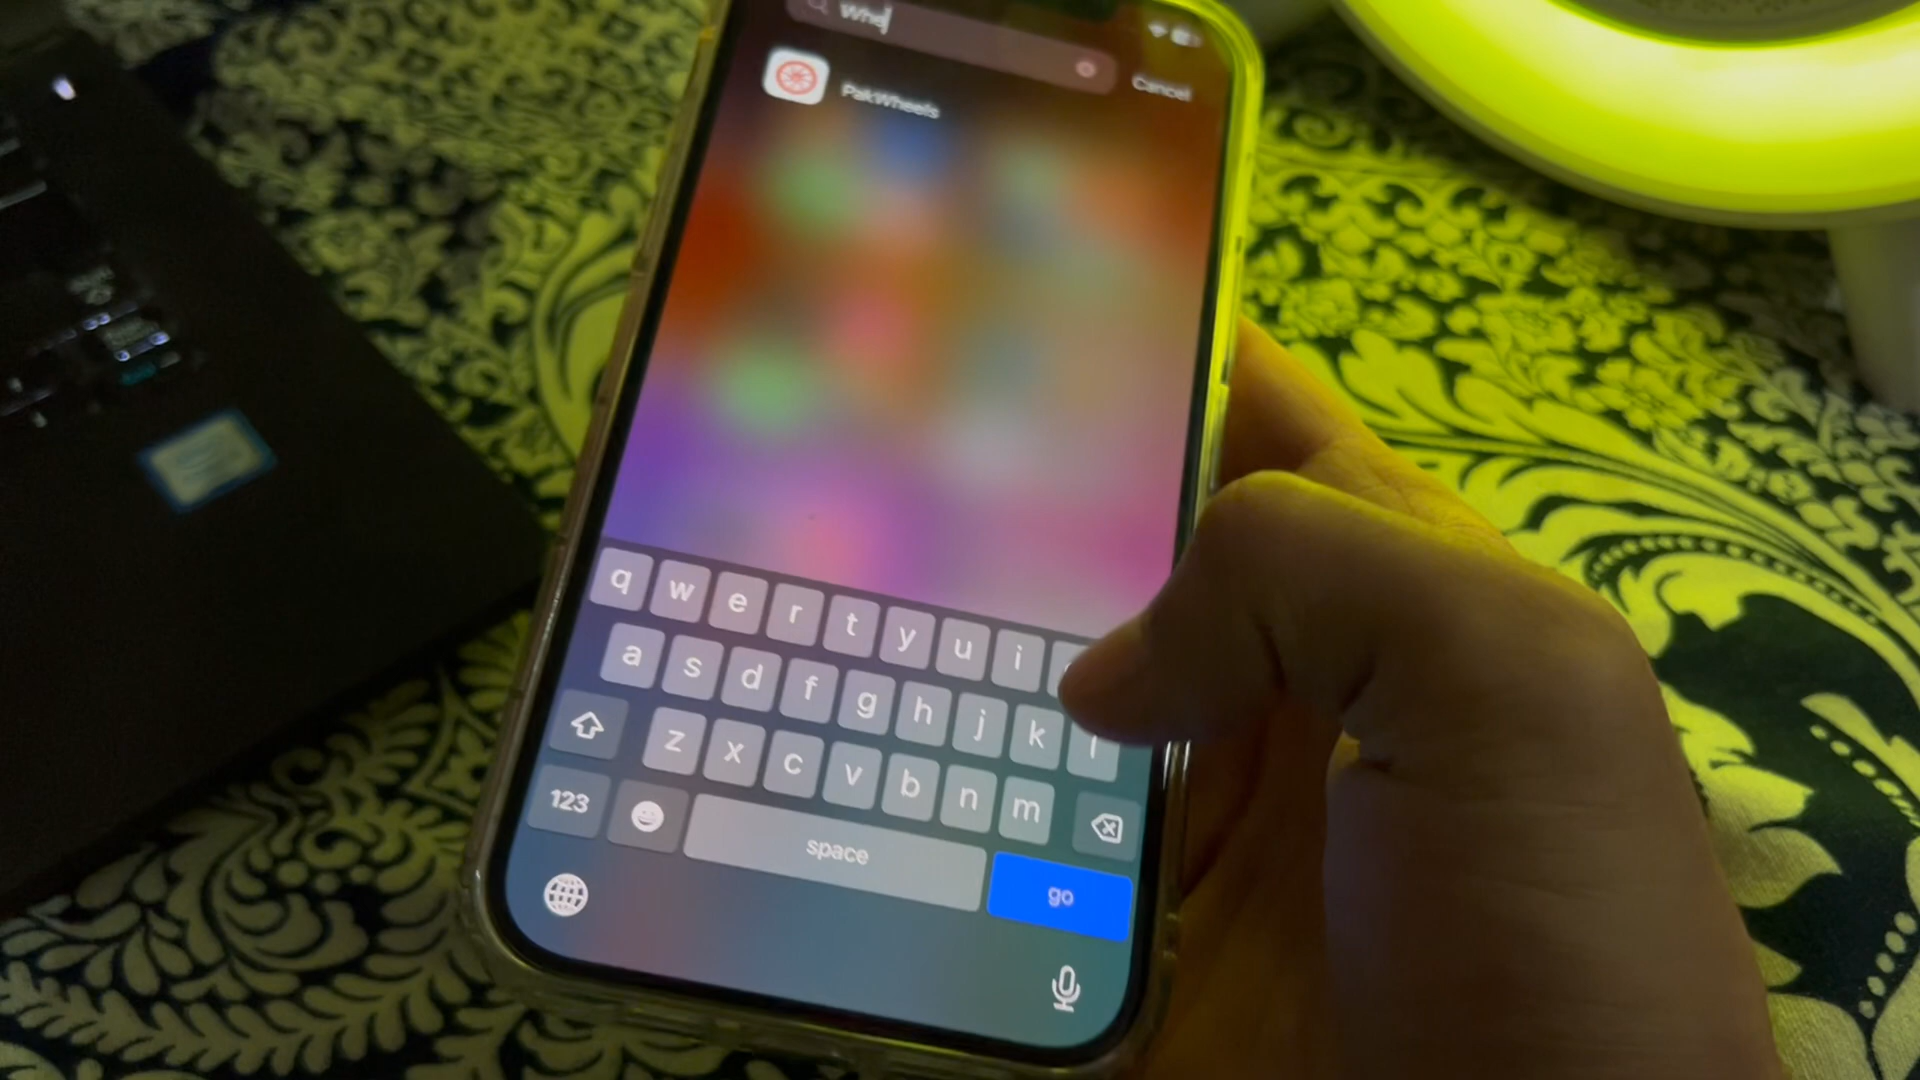 Whe
Cancel
PakWheels
q w e r t y u i
a s d f g h j k l
z x c v b n m
123
space
go